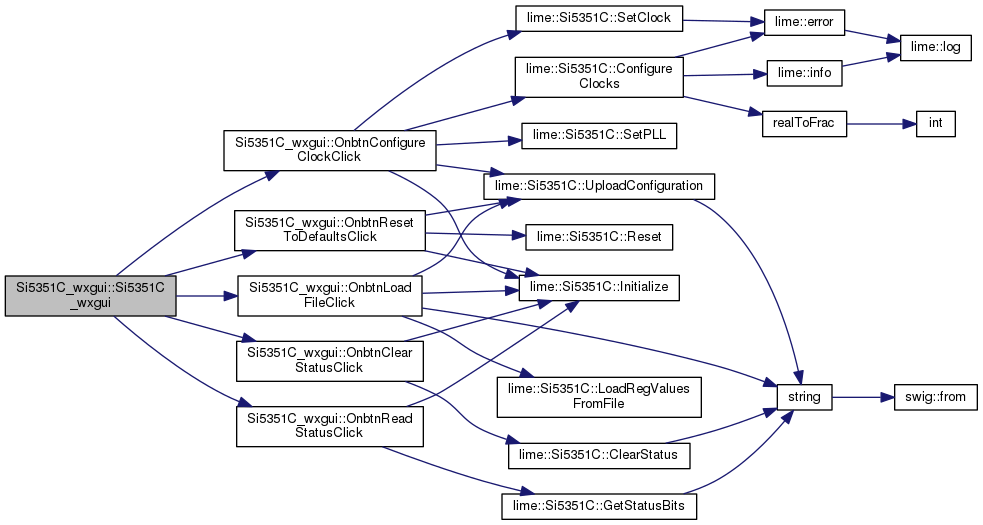 Si5351C_wxgui::Si5351C
_wxgui
Si5351C_wxgui::OnbtnConfigure
ClockClick
Si5351C_wxgui::OnbtnReset
ToDefaultsClick
Si5351C_wxgui::OnbtnLoad
FileClick
Si5351C_wxgui::OnbtnClear
StatusClick
Si5351C_wxgui::OnbtnRead
StatusClick
lime::Si5351C::SetClock
lime::Si5351C::Configure
Clocks
lime::Si5351C::SetPLL
lime::Si5351C::UploadConfiguration
lime::Si5351C::Reset
lime::Si5351C::Initialize
lime::Si5351C::LoadRegValues
FromFile
lime::Si5351C::ClearStatus
lime::Si5351C::GetStatusBits
lime::error
lime::info
realToFrac
string
lime::log
int
swig::from